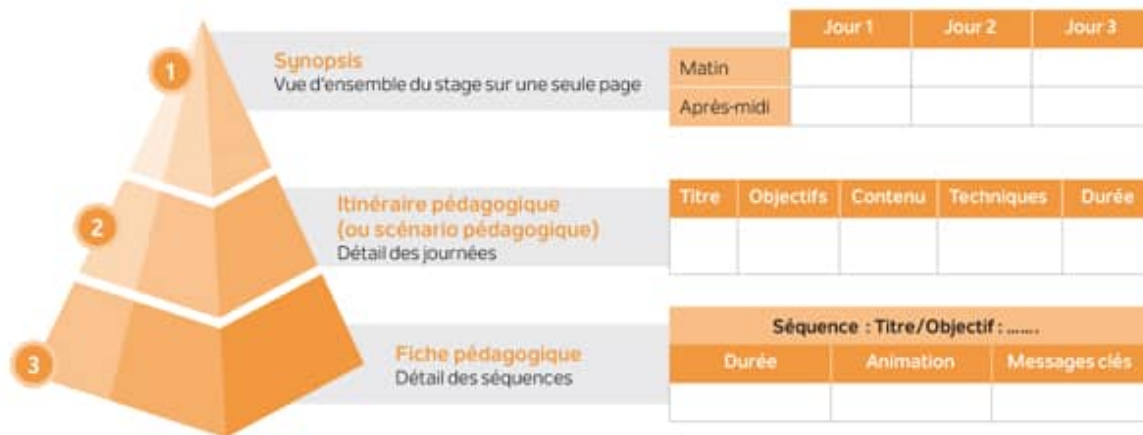 Jour 1 Jour 2 Jour 3
1
Synopsis
Vue d'ensemble du stage sur une seule page
Matin
Après-midi
2
Itinéraire pédagogique
(ou scénario pédagogique)
Détail des journées
Titre Objectifs Contenu Techniques Durée
3
Fiche pédagogique
Détail des séquences
Séquence : Titre/Objectif : .......
Durée Animation Messages clés